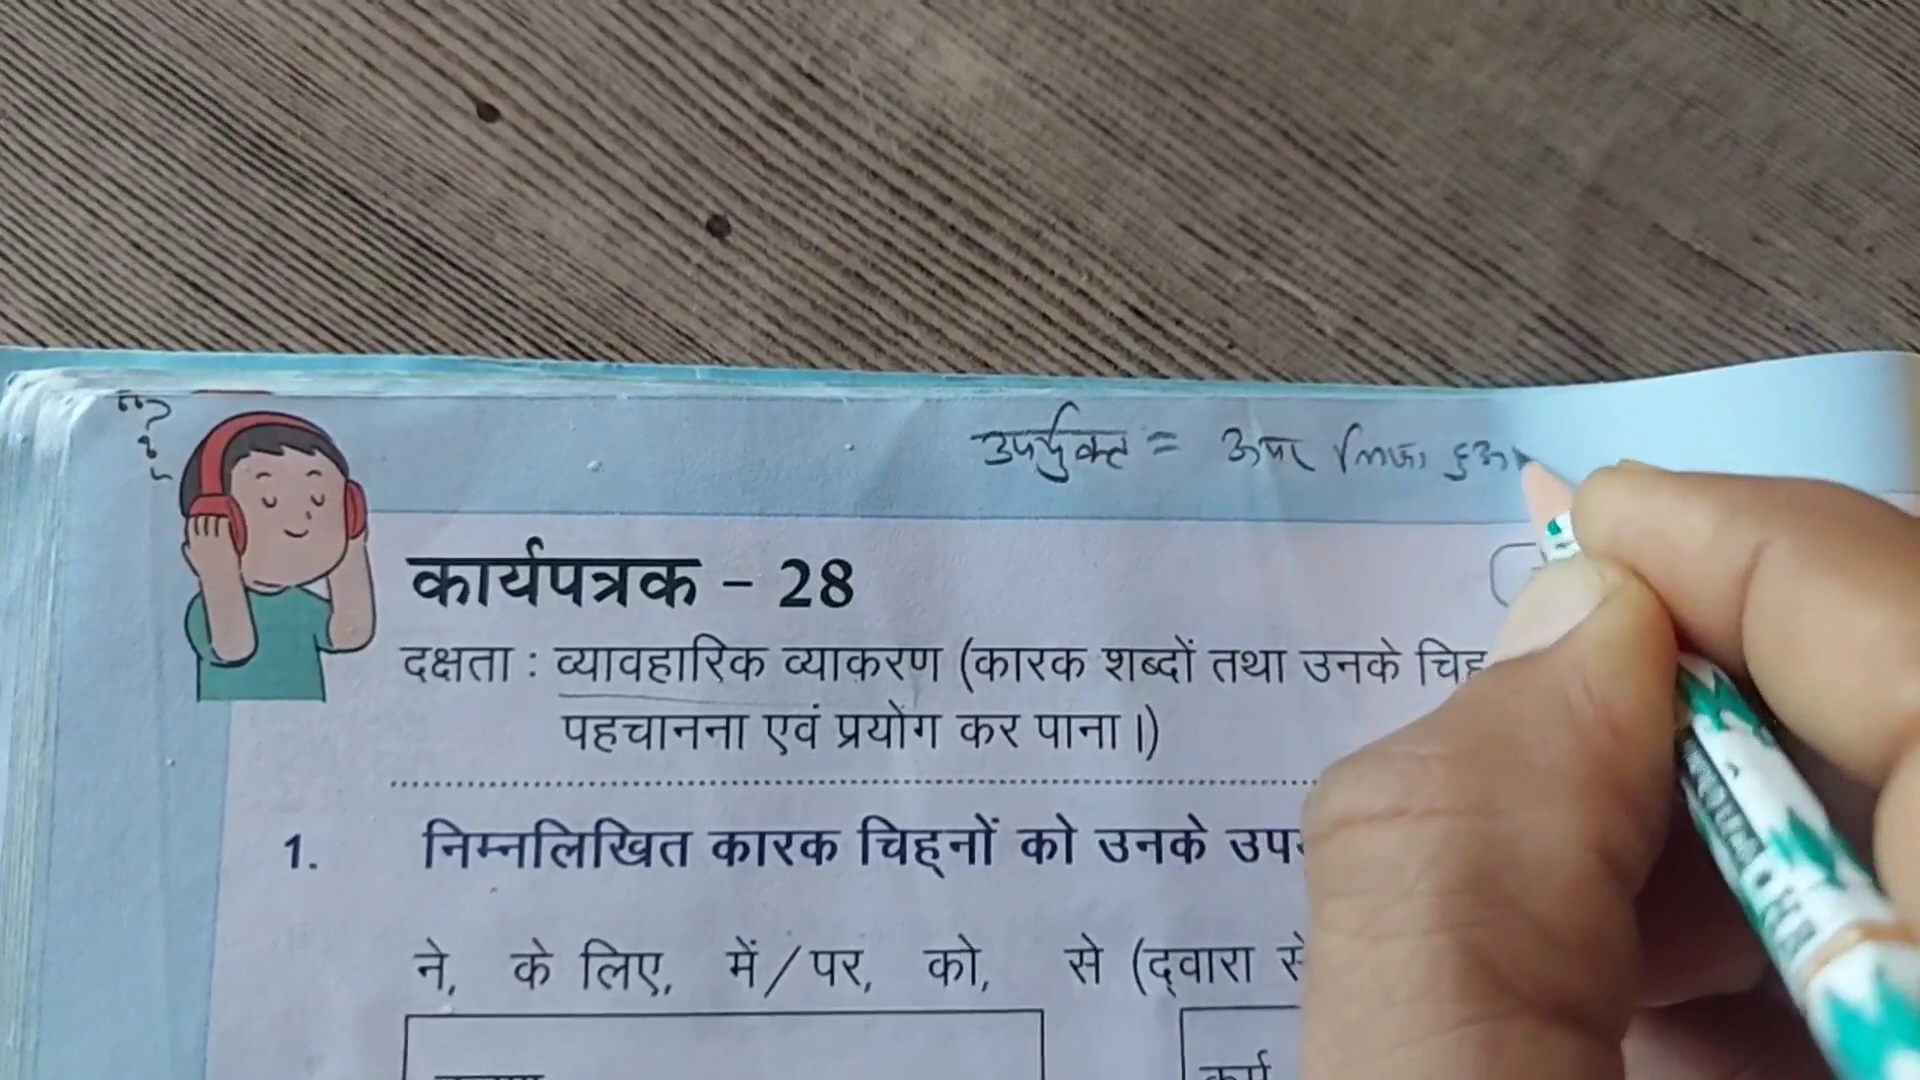 उपर्युक्त = ऊपर लिखा हुआ
कार्यपत्रक – 28
दक्षता : व्यावहारिक व्याकरण (कारक शब्दों तथा उनके
पहचानना एवं प्रयोग कर पाना।)
1. निम्नलिखित कारक चिह्नों को उनके
ने, के लिए, में/पर, को, से (द्वारा